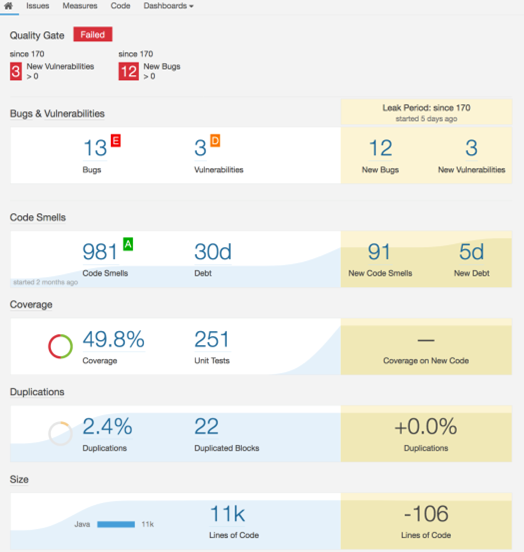 Issues Measures Code Dashboards
Quality Gate Failed
since 170
3 New Vulnerabilities
> 0
since 170
12 New Bugs
> 0
Bugs & Vulnerabilities
Leak Period: since 170
started 5 days ago
13 E
Bugs
3 D
Vulnerabilities
12
New Bugs
3
New Vulnerabilities
Code Smells
981 A
Code Smells
30d
Debt
91
New Code Smells
5d
New Debt
started 2 months ago
Coverage
49.8%
Coverage
251
Unit Tests
—
Coverage on New Code
Duplications
2.4%
Duplications
22
Duplicated Blocks
+0.0%
Duplications
Size
Java 11k
11k
Lines of Code
-106
Lines of Code